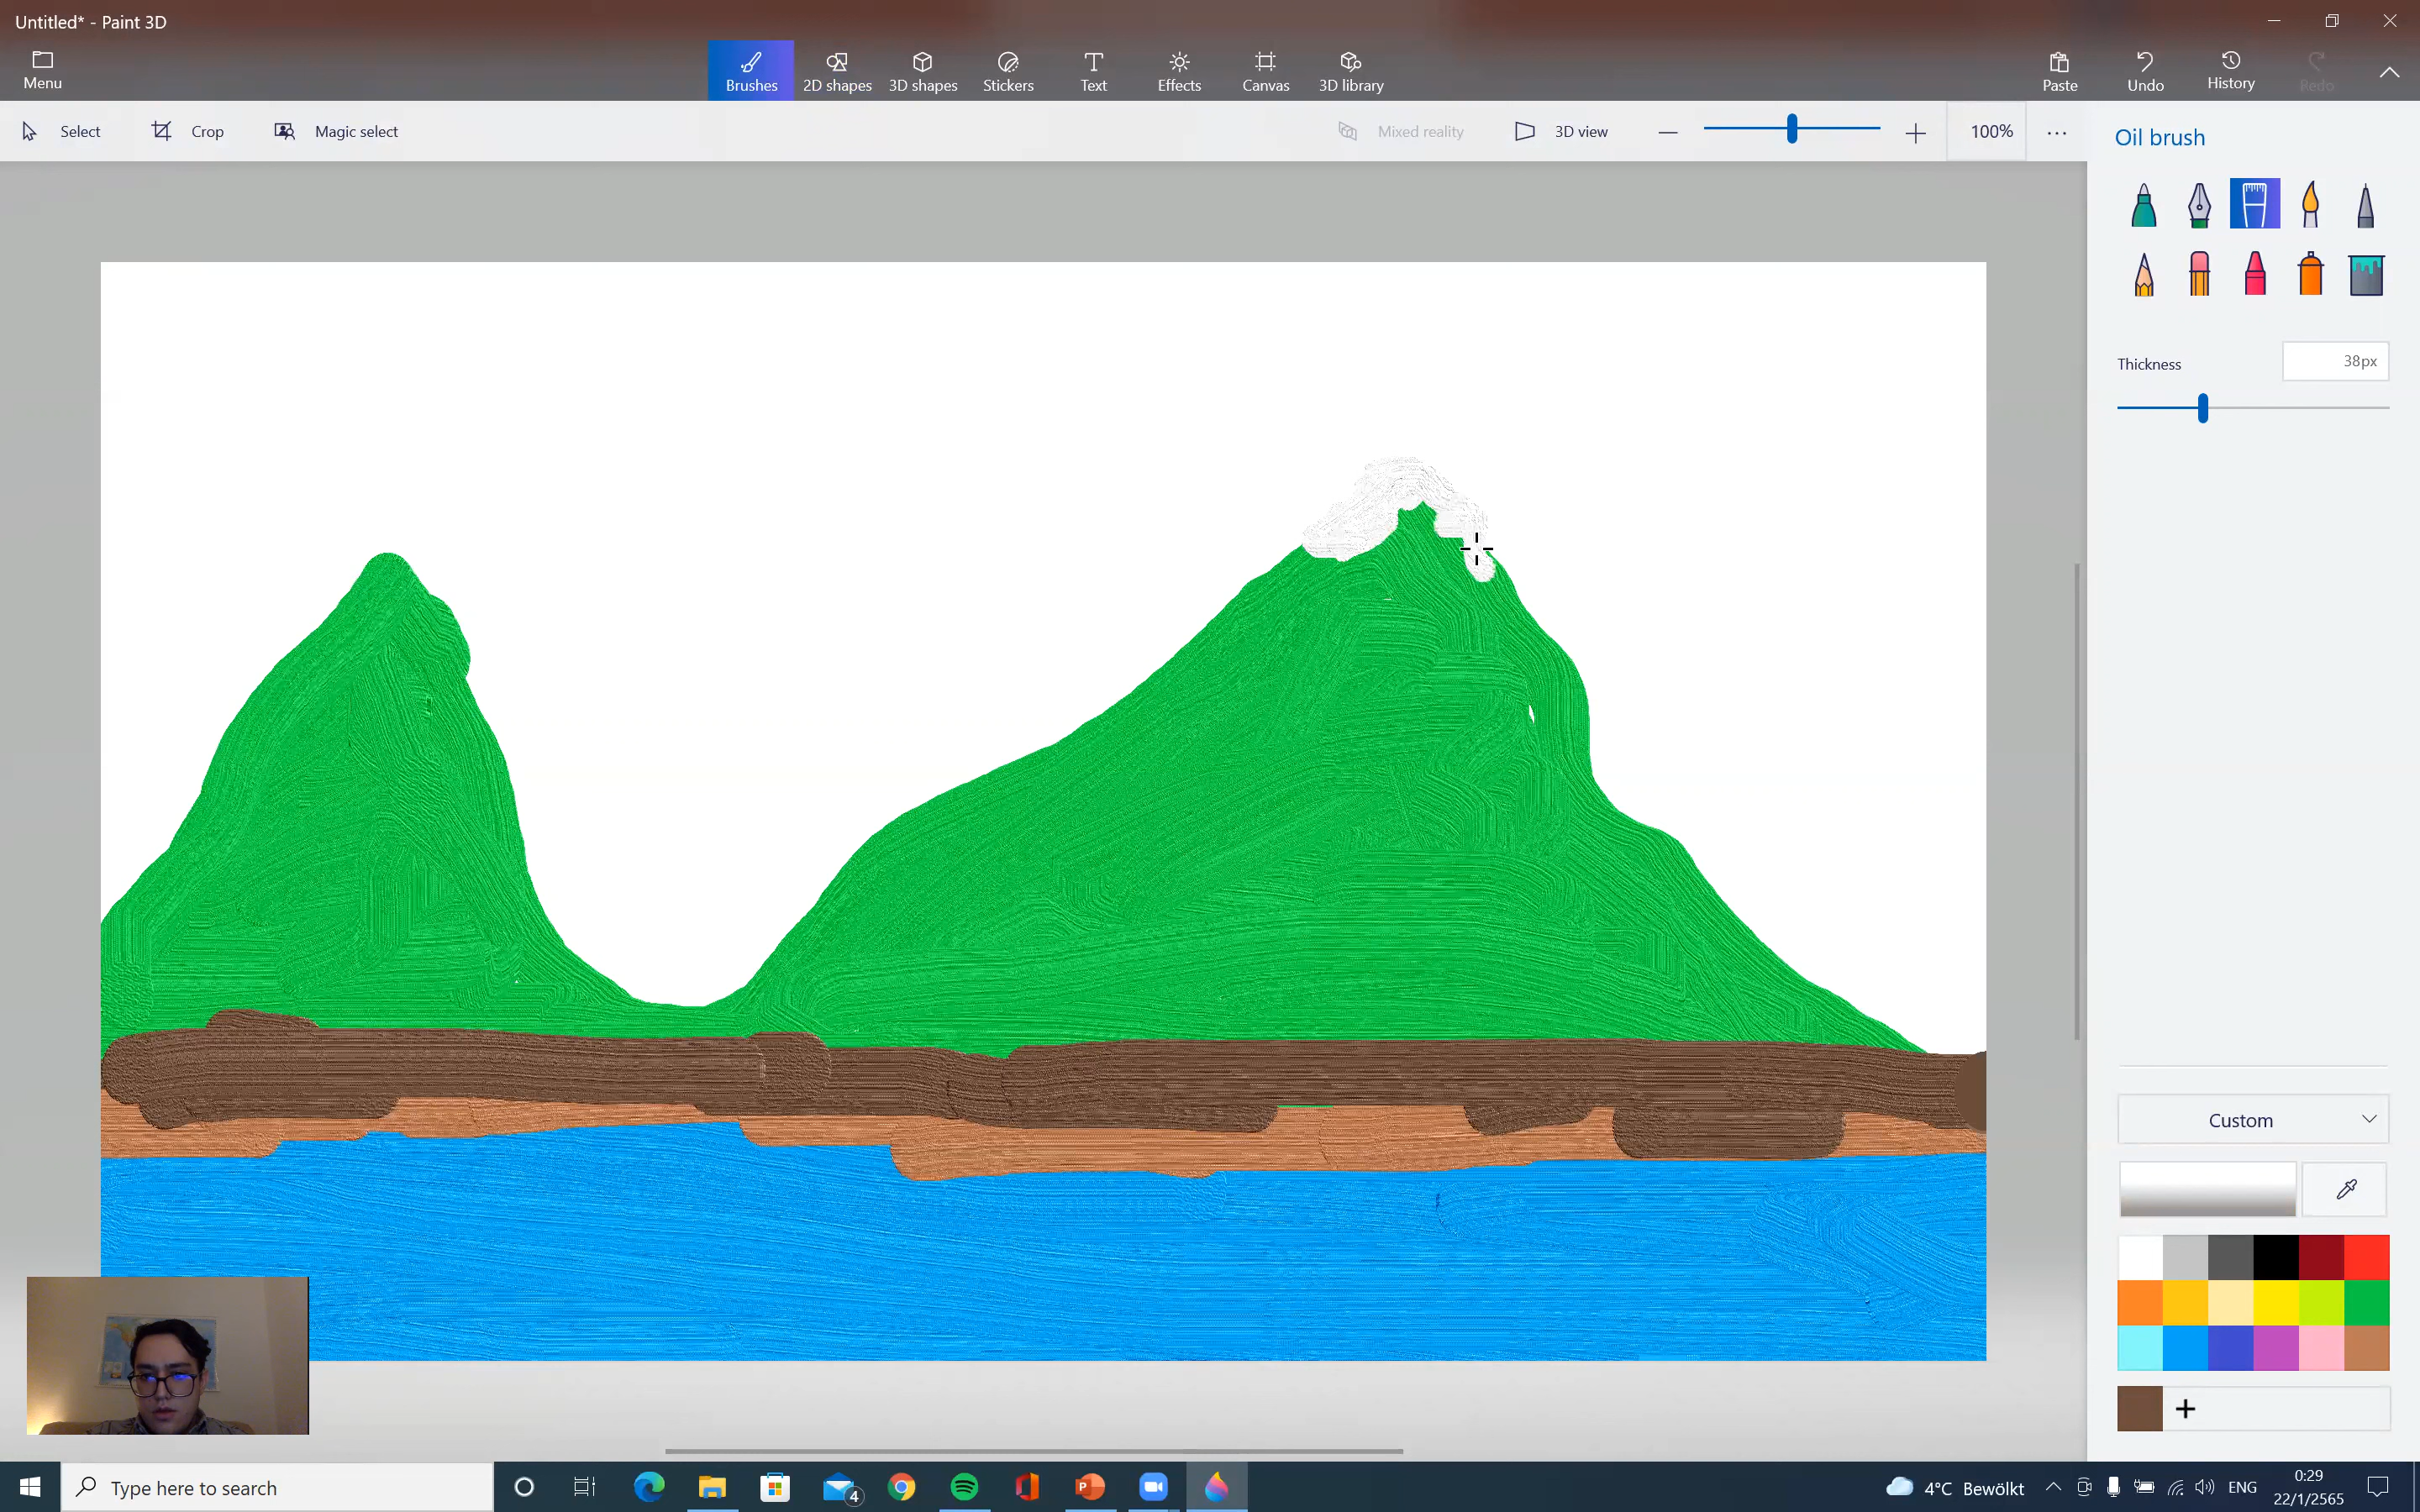 Untitled* - Paint 3D
Menu
Brushes
2D shapes
3D shapes
Stickers
Text
Effects
Canvas
3D library
Paste
Undo
History
Redo
Select
Crop
Magic select
Mixed reality
3D view
100%
Oil brush
Thickness
38px
Custom
Type here to search
4
P
4°C Bewölkt
ENG
0:29
22/1/2565